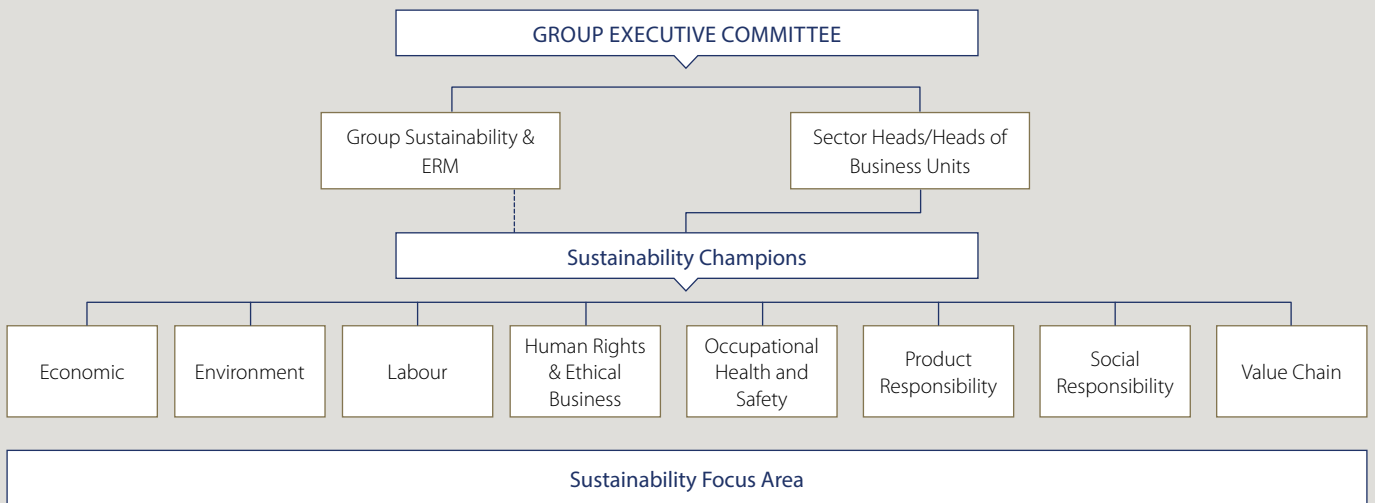 GROUP EXECUTIVE COMMITTEE
Group Sustainability &
ERM
Sector Heads/Heads of
Business Units
Sustainability Champions
Economic
Environment
Labour
Human Rights
& Ethical
Business
Occupational
Health and
Safety
Product
Responsibility
Social
Responsibility
Value Chain
Sustainability Focus Area